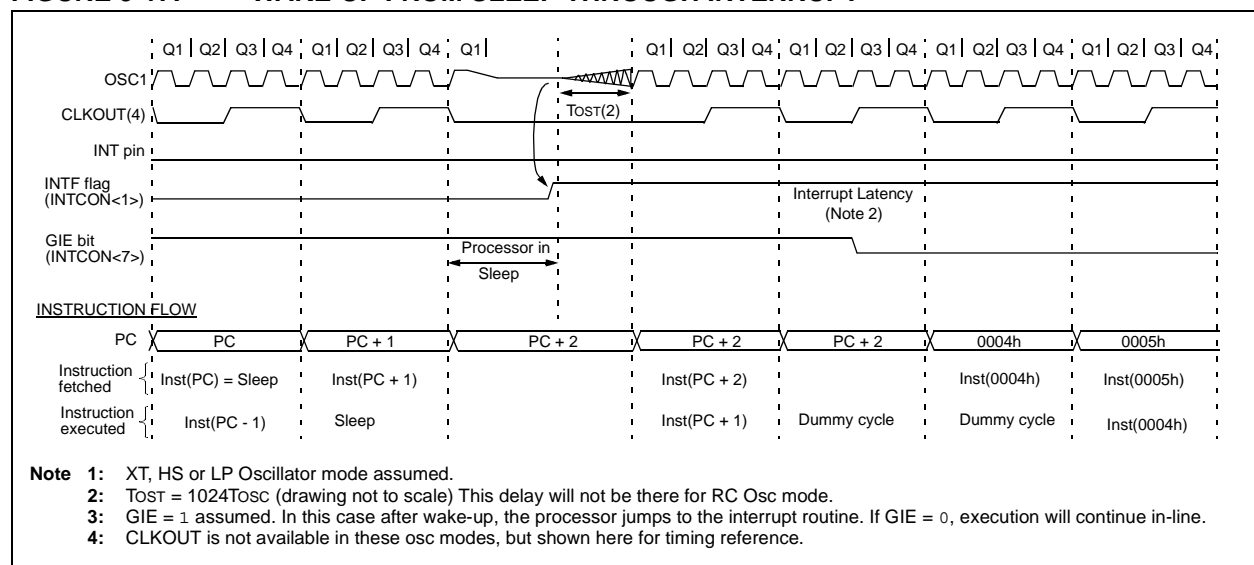 Q1 Q2 Q3 Q4 Q1 Q2 Q3 Q4 Q1 Q1 Q2 Q3 Q4 Q1 Q2 Q3 Q4 Q1 Q2 Q3 Q4 Q1 Q2 Q3 Q4
OSC1
TOST(2)
CLKOUT(4)
INT pin
INTF flag
(INTCON<1>)
Interrupt Latency
(Note 2)
GIE bit
(INTCON<7>)
Processor in
Sleep
INSTRUCTION FLOW
PC PC PC + 1 PC + 2 PC + 2 PC + 2 0004h 0005h
Instruction
fetched
Inst(PC) = Sleep Inst(PC + 1) Inst(PC + 2) Inst(0004h) Inst(0005h)
Instruction
executed
Inst(PC - 1) Sleep Inst(PC + 1) Dummy cycle Dummy cycle Inst(0004h)
Note 1: XT, HS or LP Oscillator mode assumed.
2: TOST = 1024TOSC (drawing not to scale) This delay will not be there for RC Osc mode.
3: GIE = 1 assumed. In this case after wake-up, the processor jumps to the interrupt routine. If GIE = 0, execution will continue in-line.
4: CLKOUT is not available in these osc modes, but shown here for timing reference.